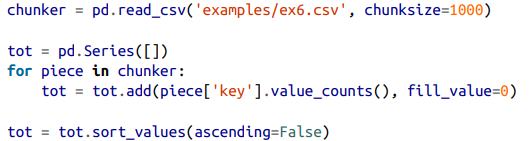 chunker = pd.read_csv('examples/ex6.csv', chunksize=1000)

tot = pd.Series([])
for piece in chunker:
    tot = tot.add(piece['key'].value_counts(), fill_value=0)

tot = tot.sort_values(ascending=False)